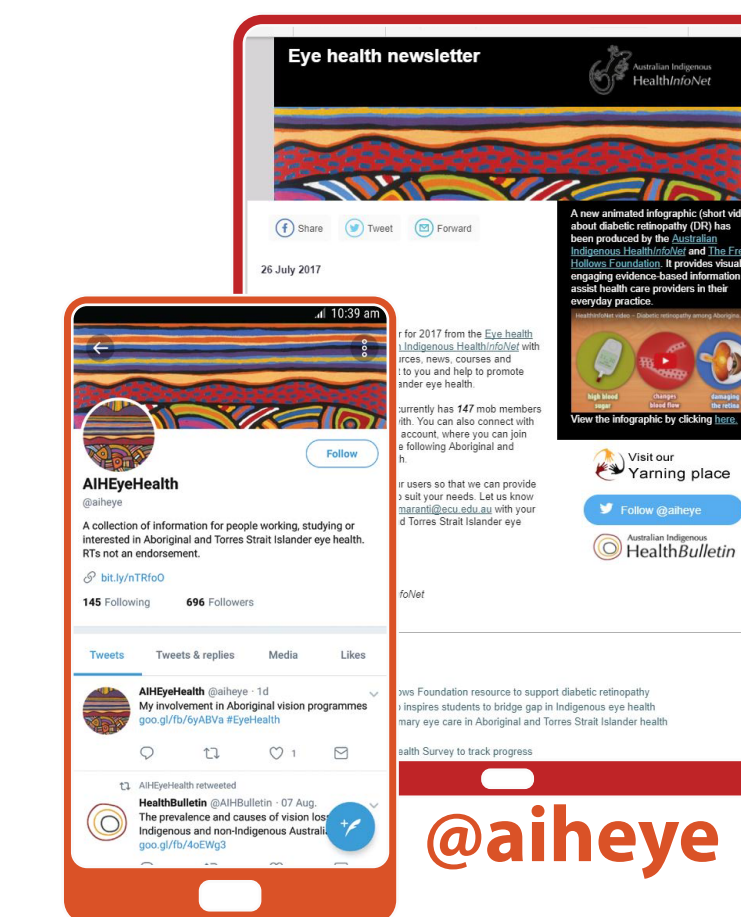 Eye health newsletter
Australian Indigenous
HealthInfoNet
Share
Tweet
Forward
26 July 2017
A new animated infographic (short
about diabetic retinopathy (DR) has
been produced by the Australian
Indigenous HealthInfoNet and The
Hollows Foundation. It provides
engaging evidence-based information
assist health care providers in their
everyday practice.
HealthInfoNet video - Diabetic retinopathy among
high blood
sugar
changes
blood flow
damaging
the retina
View the infographic by clicking here.
Visit our
Yarning place
Follow @aiheye
Australian Indigenous
HealthBulletin
for 2017 from the Eye health
Indigenous HealthInfoNet with
news, courses and
to you and help to promote
eye health.
currently has 147 mob members
You can also connect with
account, where you can join
following Aboriginal and
users so that we can provide
suit your needs. Let us know
maranti@ecu.edu.au with your
Torres Strait Islander eye
foNet
Foundation resource to support diabetic retinopathy
inspires students to bridge gap in Indigenous eye health
eye care in Aboriginal and Torres Strait Islander health
Survey to track progress
10:39 am
Follow
AIHEyeHealth
@aiheye
A collection of information for people working, studying or
interested in Aboriginal and Torres Strait Islander eye health.
RTs not an endorsement.
bit.ly/nTRfoO
145 Following 696 Followers
Tweets Tweets & replies Media Likes
AIHEyeHealth @aiheye · 1d
My involvement in Aboriginal vision programmes
goo.gl/fb/6yABVa #EyeHealth
1
AIHEyeHealth retweeted
HealthBulletin @AIHBulletin · 07 Aug.
The prevalence and causes of vision
Indigenous and non-Indigenous
goo.gl/fb/4oEWg3
@aiheye